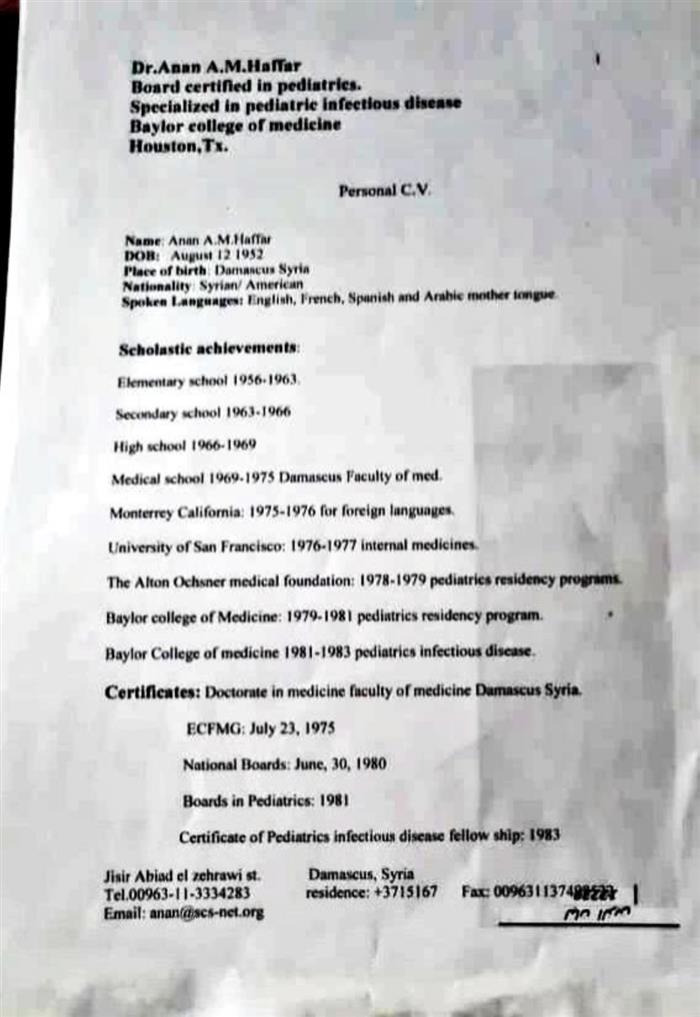 Dr.Anan A.M.Haffar
Board certified in pediatrics.
Specialized in pediatric infectious disease
Baylor college of medicine
Houston,Tx.
Personal C.V.
Name: Anan A.M.Haffar
DOB: August 12 1952
Place of birth: Damascus Syria
Nationality: Syrian/ American
Spoken Languages: English, French, Spanish and Arabic mother tongue.
Scholastic achievements:
Elementary school 1956-1963.
Secondary school 1963-1966
High school 1966-1969
Medical school 1969-1975 Damascus Faculty of med.
Monterrey California: 1975-1976 for foreign languages.
University of San Francisco: 1976-1977 internal medicines.
The Alton Ochsner medical foundation: 1978-1979 pediatrics residency programs.
Baylor college of Medicine: 1979-1981 pediatrics residency program.
Baylor College of medicine 1981-1983 pediatrics infectious disease.
Certificates: Doctorate in medicine faculty of medicine Damascus Syria.
ECFMG: July 23, 1975
National Boards: June, 30, 1980
Boards in Pediatrics: 1981
Certificate of Pediatrics infectious disease fellow ship: 1983
Jisir Abiad el zehrawi st. Damascus, Syria
Tel.00963-11-3334283 residence: +3715167 Fax:
Email: anan@scs-net.org